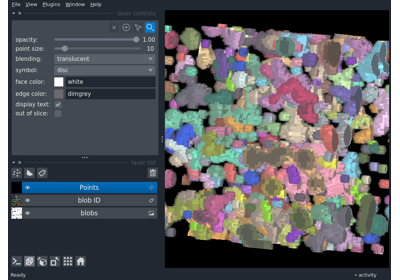 File View Plugins Window Help
layer controls
opacity: 1.00
point size: 10
blending: translucent
symbol: disc
face color: white
edge color: dimgrey
display text:
out of slice:
layer list
Points
blob ID
blobs
Ready
activity